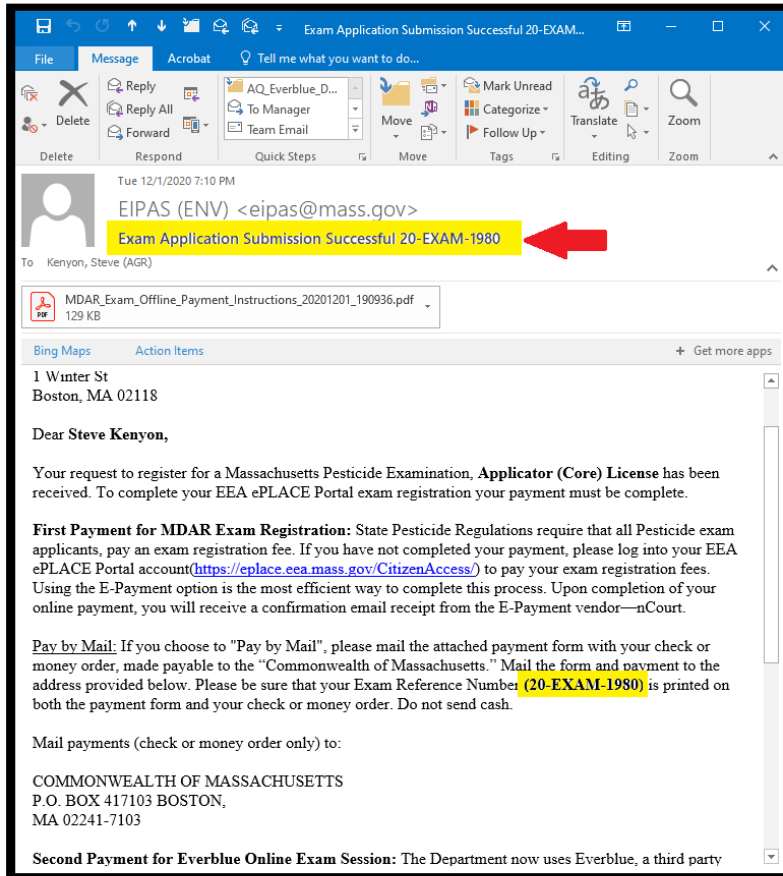 Exam Application Submission Successful 20-EXAM...
File Message Acrobat Tell me what you want to do...
Delete
Reply
Reply All
Forward
AQ_Everblue_D...
To Manager
Team Email
Move
Mark Unread
Categorize
Follow Up
Translate
Zoom
Delete Respond Quick Steps Move Tags Editing Zoom
Tue 12/1/2020 7:10 PM
EIPAS (ENV) <eipas@mass.gov>
Exam Application Submission Successful 20-EXAM-1980
To Kenyon, Steve (AGR)
PDF
MDAR_Exam_Offline_Payment_Instructions_20201201_190936.pdf
129 KB
Bing Maps Action Items + Get more apps
1 Winter St
Boston, MA 02118
Dear Steve Kenyon,
Your request to register for a Massachusetts Pesticide Examination, Applicator (Core) License has been
received. To complete your EEA ePLACE Portal exam registration your payment must be complete.
First Payment for MDAR Exam Registration: State Pesticide Regulations require that all Pesticide exam
applicants, pay an exam registration fee. If you have not completed your payment, please log into your EEA
ePLACE Portal account(https://eplace.eea.mass.gov/CitizenAccess/) to pay your exam registration fees.
Using the E-Payment option is the most efficient way to complete this process. Upon completion of your
online payment, you will receive a confirmation email receipt from the E-Payment vendor—nCourt.
Pay by Mail: If you choose to "Pay by Mail", please mail the attached payment form with your check or
money order, made payable to the “Commonwealth of Massachusetts.” Mail the form and payment to the
address provided below. Please be sure that your Exam Reference Number (20-EXAM-1980) is printed on
both the payment form and your check or money order. Do not send cash.
Mail payments (check or money order only) to:
COMMONWEALTH OF MASSACHUSETTS
P.O. BOX 417103 BOSTON,
MA 02241-7103
Second Payment for Everblue Online Exam Session: The Department now uses Everblue, a third party